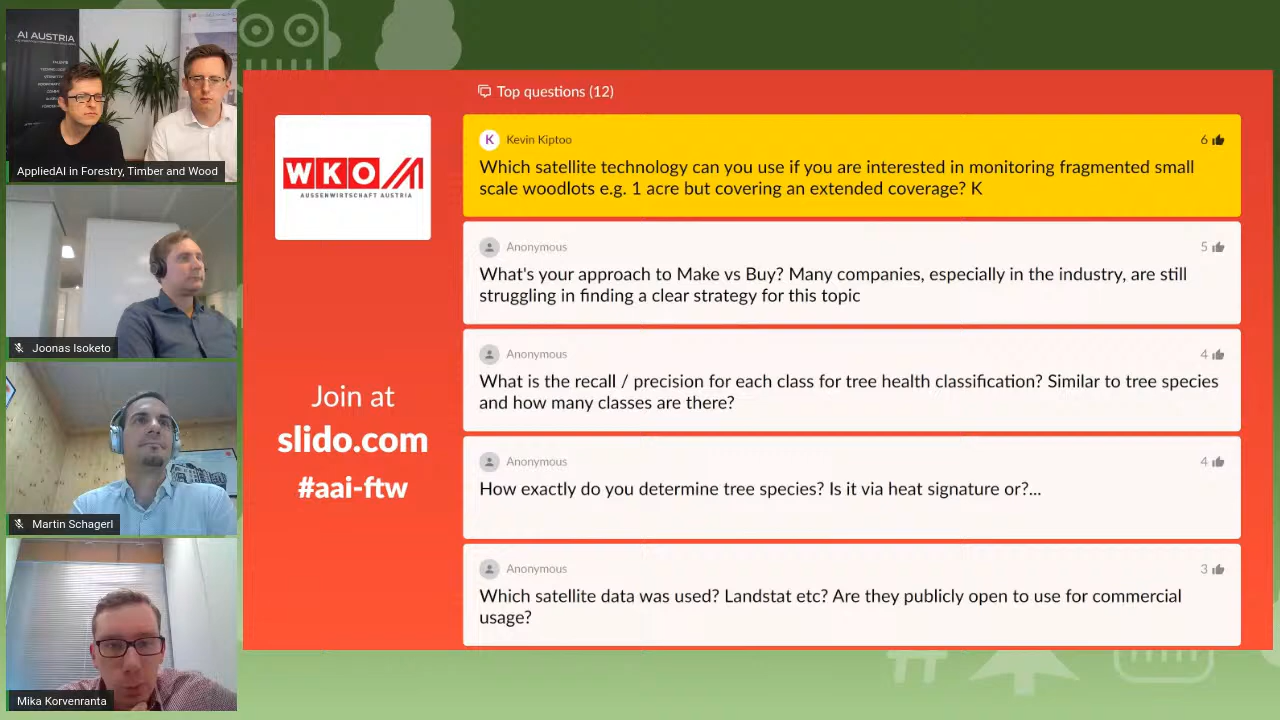 AI AUSTRIA
AppliedAI in Forestry, Timber and Wood
Joonas Isoketo
Martin Schagerl
Mika Korvenranta
WKO
AUSSENWIRTSCHAFT AUSTRIA
Join at
slido.com
#aai-ftw
Top questions (12)
K Kevin Kiptoo 6
Which satellite technology can you use if you are interested in monitoring fragmented small
scale woodlots e.g. 1 acre but covering an extended coverage? K
Anonymous 5
What's your approach to Make vs Buy? Many companies, especially in the industry, are still
struggling in finding a clear strategy for this topic
Anonymous 4
What is the recall / precision for each class for tree health classification? Similar to tree species
and how many classes are there?
Anonymous 4
How exactly do you determine tree species? Is it via heat signature or?...
Anonymous 3
Which satellite data was used? Landstat etc? Are they publicly open to use for commercial
usage?